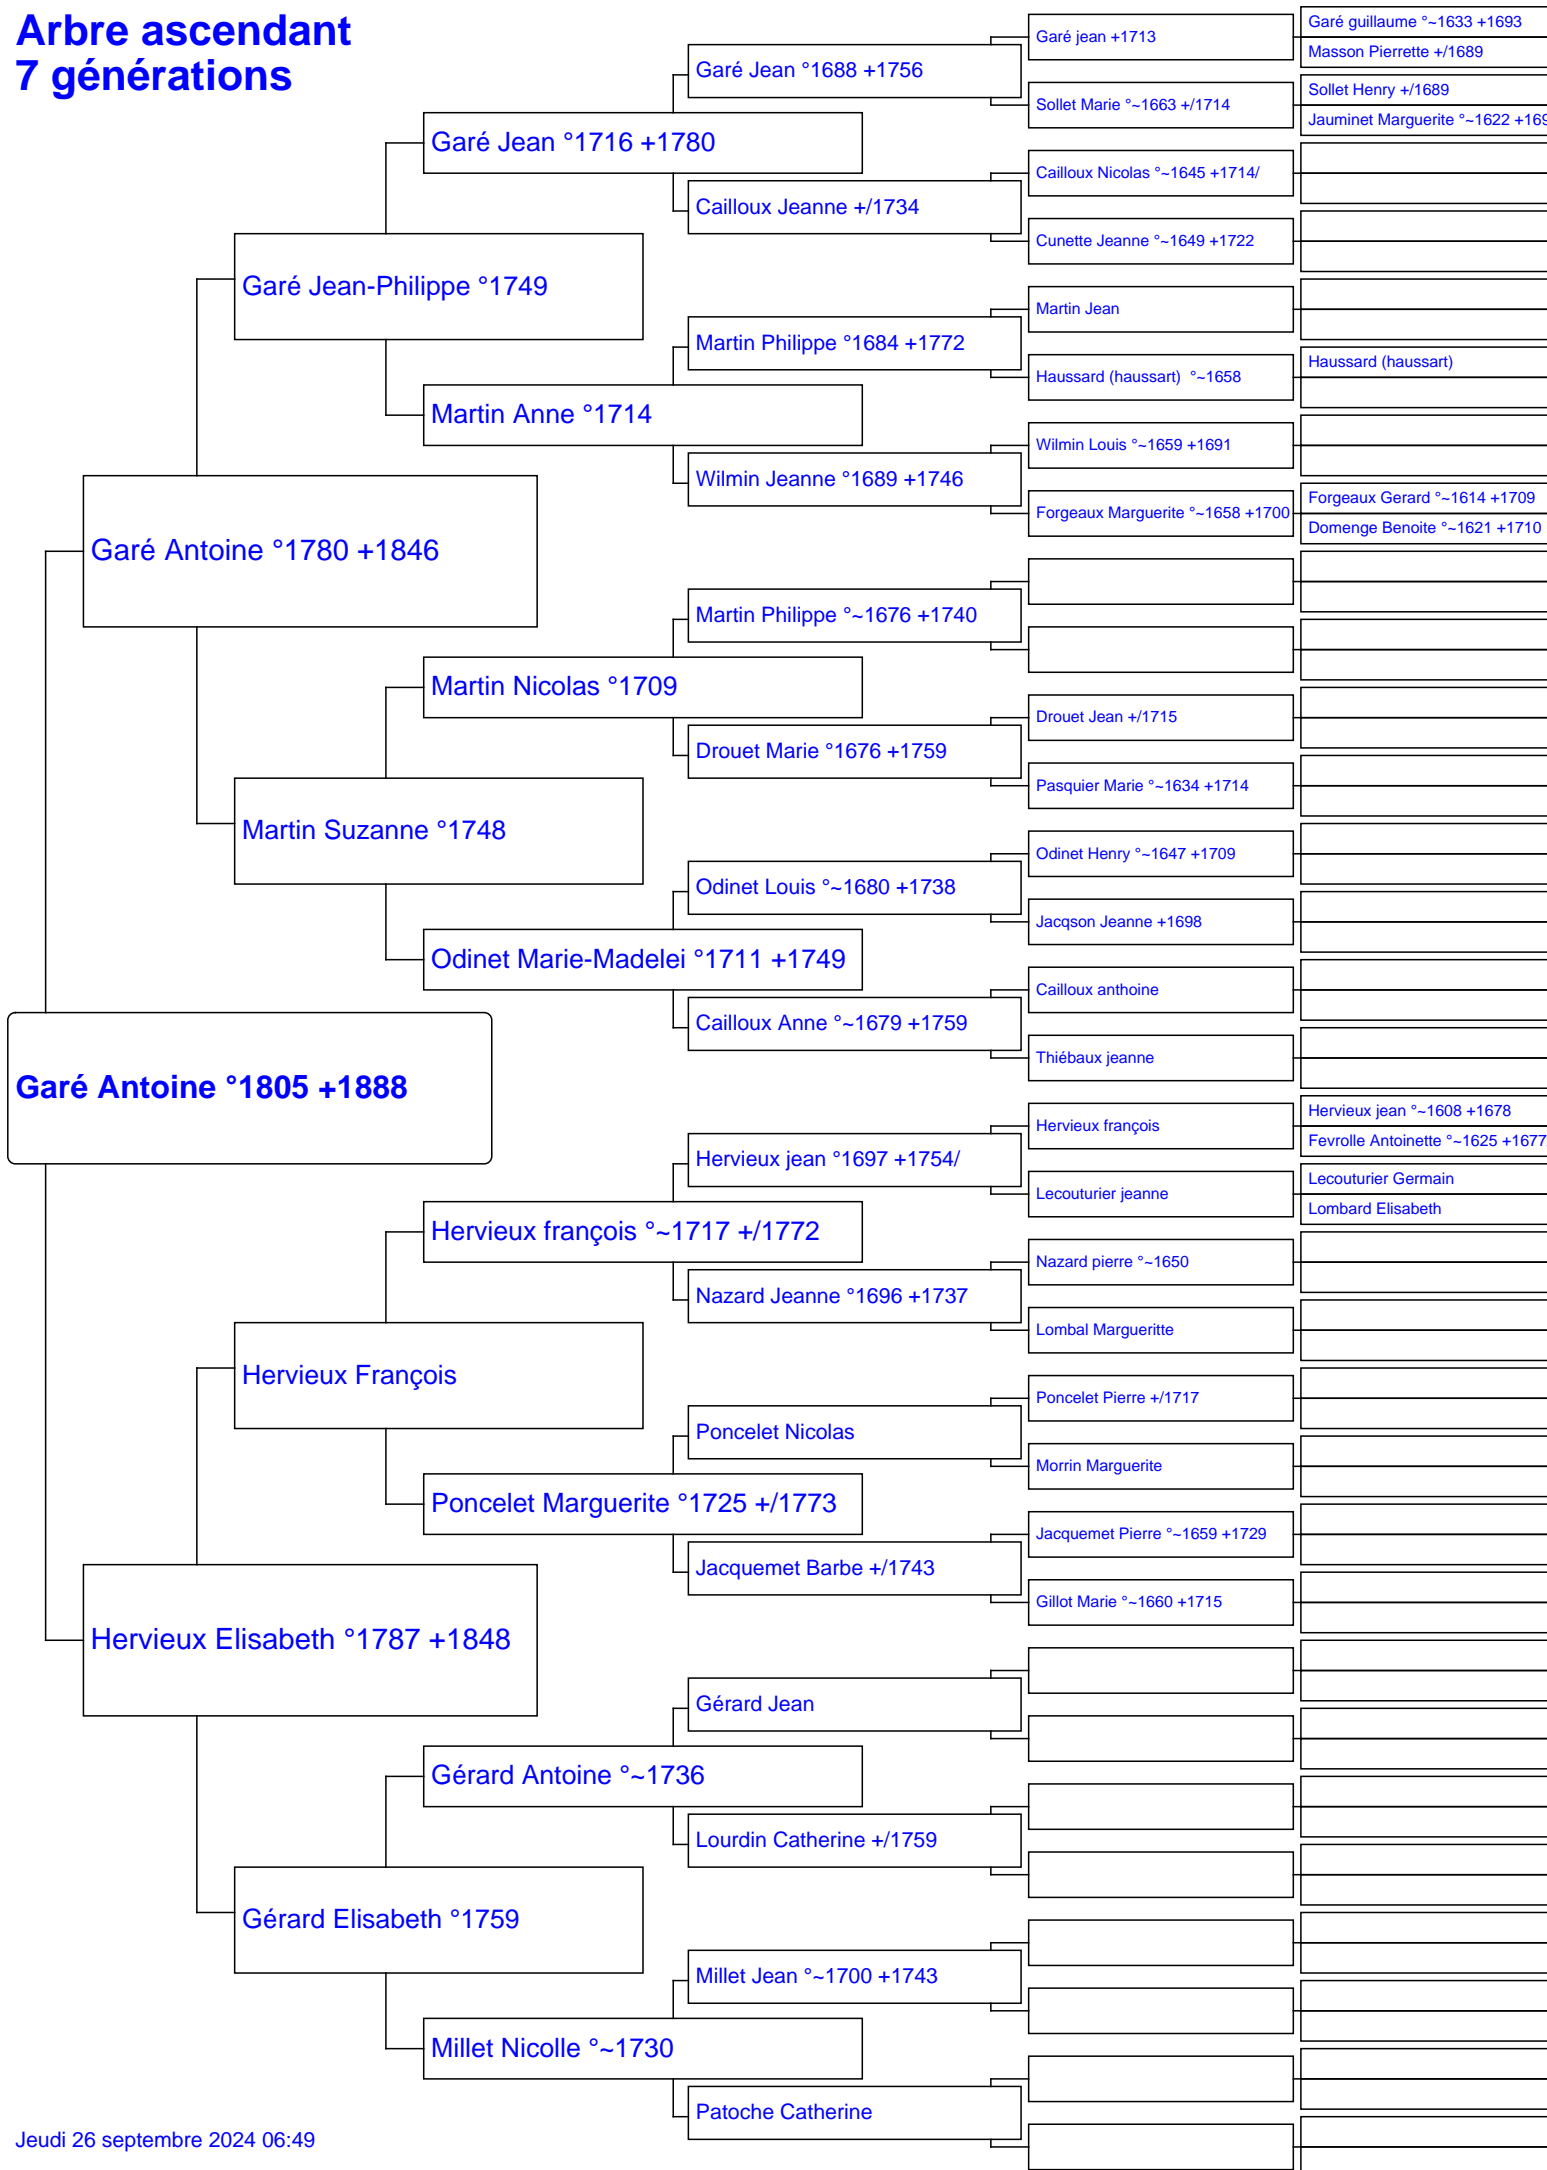 Arbre ascendant
7 générations
Garé Antoine °1805 +1888
Garé Antoine °1780 +1846
Hervieux Elisabeth °1787 +1848
Garé Jean-Philippe °1749
Martin Suzanne °1748
Hervieux François
Gérard Elisabeth °1759
Garé Jean °1716 +1780
Martin Anne °1714
Martin Nicolas °1709
Odinet Marie-Madelei °1711 +1749
Hervieux françois °~1717 +/1772
Poncelet Marguerite °1725 +/1773
Gérard Antoine °~1736
Millet Nicolle °~1730
Garé Jean °1688 +1756
Cailloux Jeanne +/1734
Martin Philippe °1684 +1772
Wilmin Jeanne °1689 +1746
Martin Philippe °~1676 +1740
Drouet Marie °1676 +1759
Odinet Louis °~1680 +1738
Cailloux Anne °~1679 +1759
Hervieux jean °1697 +1754/
Nazard Jeanne °1696 +1737
Poncelet Nicolas
Jacquemet Barbe +/1743
Gérard Jean
Lourdin Catherine +/1759
Millet Jean °~1700 +1743
Patoche Catherine
Garé jean +1713
Sollet Marie °~1663 +/1714
Cailloux Nicolas °~1645 +1714/
Cunette Jeanne °~1649 +1722
Martin Jean
Haussard (haussart)  °~1658
Wilmin Louis °~1659 +1691
Forgeaux Marguerite °~1658 +1700
Drouet Jean +/1715
Pasquier Marie °~1634 +1714
Odinet Henry °~1647 +1709
Jacqson Jeanne +1698
Cailloux anthoine
Thiébaux jeanne
Hervieux françois
Lecouturier jeanne
Nazard pierre °~1650
Lombal Margueritte
Poncelet Pierre +/1717
Morrin Marguerite
Jacquemet Pierre °~1659 +1729
Gillot Marie °~1660 +1715
Garé guillaume °~1633 +1693
Masson Pierrette +/1689
Sollet Henry +/1689
Jauminet Marguerite °~1622 +169
Haussard (haussart)
Forgeaux Gerard °~1614 +1709
Domenge Benoite °~1621 +1710
Hervieux jean °~1608 +1678
Fevrolle Antoinette °~1625 +1677
Lecouturier Germain
Lombard Elisabeth
Jeudi 26 septembre 2024 06:49